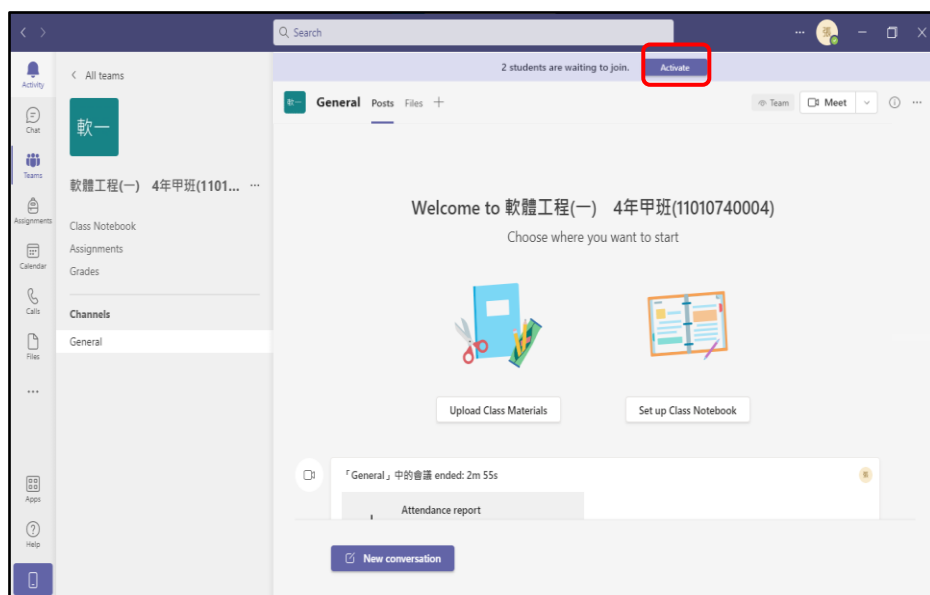 Search
...
張
Activity
Chat
Teams
Assignments
Calendar
Calls
Files
...
Apps
Help
All teams
軟一
軟體工程(一) 4年甲班(1101... ...
Class Notebook
Assignments
Grades
Channels
General
2 students are waiting to join. Activate
軟一 General Posts Files + Team Meet ...
Welcome to 軟體工程(一) 4年甲班(11010740004)
Choose where you want to start
Upload Class Materials Set up Class Notebook
「General」中的會議 ended: 2m 55s
Attendance report
New conversation